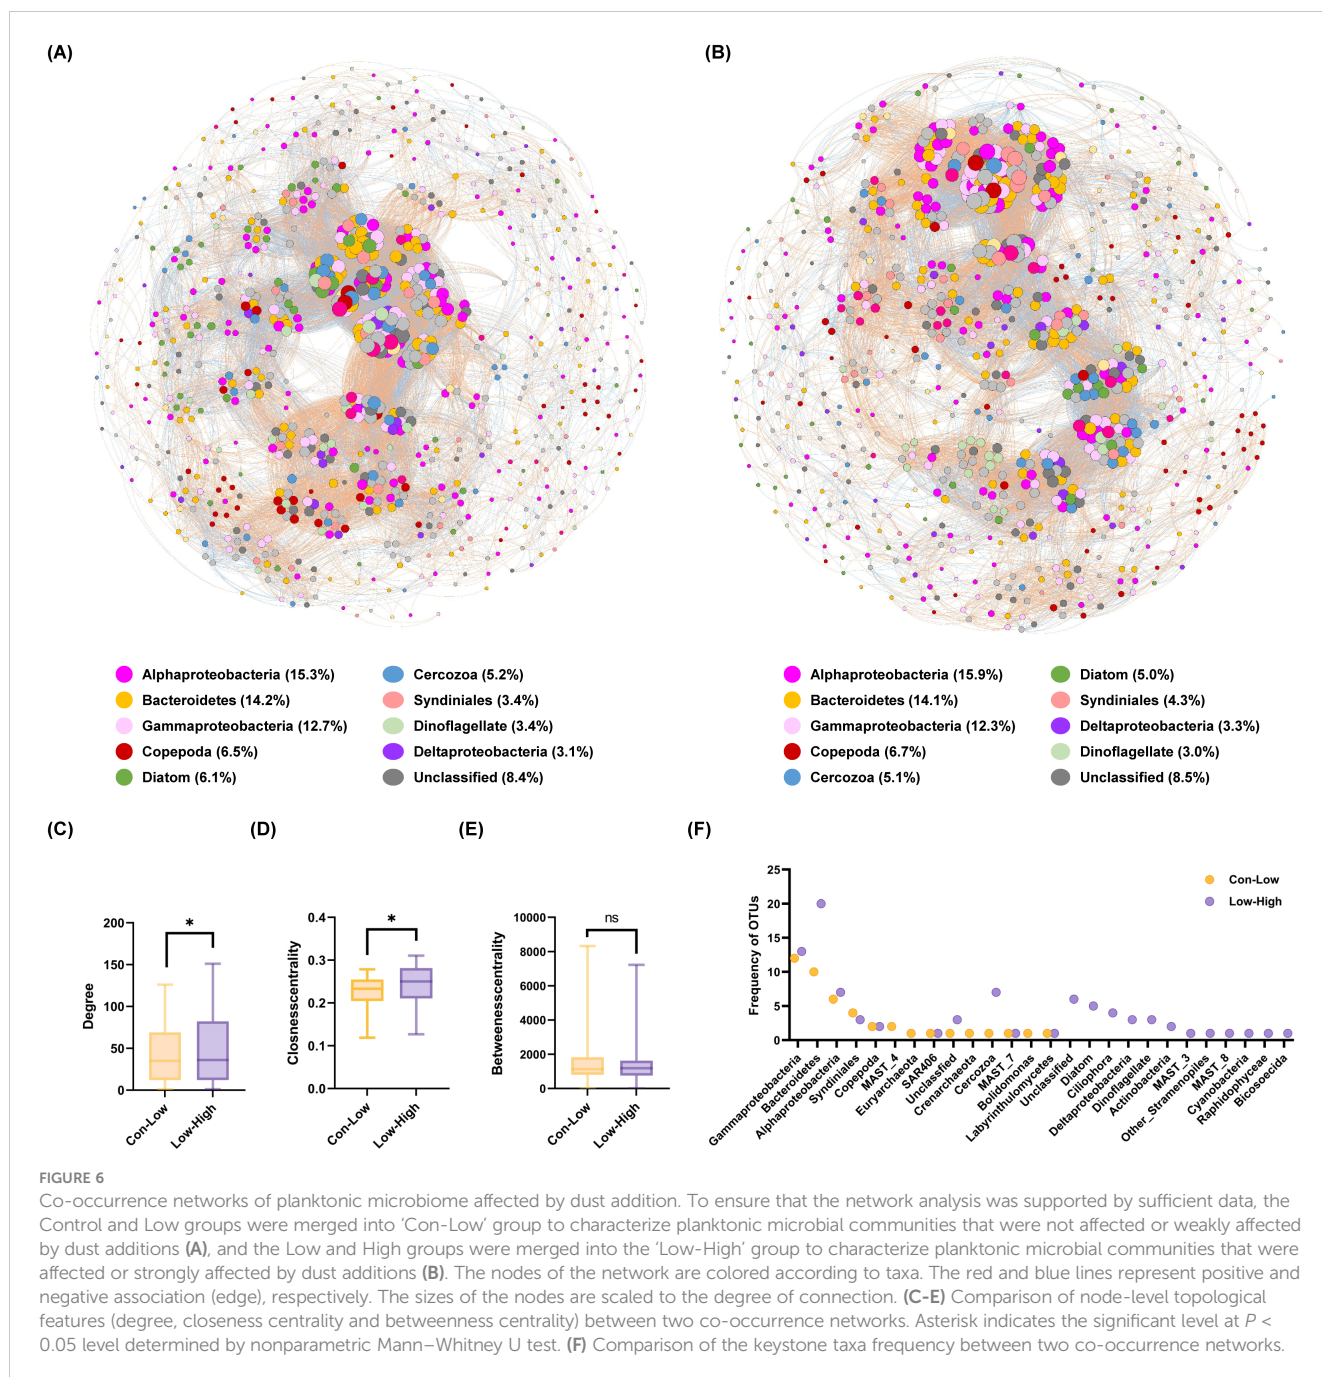 (A)
(B)
Alphaproteobacteria (15.3%)
Bacteroidetes (14.2%)
Gammaproteobacteria (12.7%)
Copepoda (6.5%)
Diatom (6.1%)
Cercozoa (5.2%)
Syndiniales (3.4%)
Dinoflagellate (3.4%)
Deltaproteobacteria (3.1%)
Unclassified (8.4%)
Alphaproteobacteria (15.9%)
Bacteroidetes (14.1%)
Gammaproteobacteria (12.3%)
Copepoda (6.7%)
Cercozoa (5.1%)
Diatom (5.0%)
Syndiniales (4.3%)
Deltaproteobacteria (3.3%)
Dinoflagellate (3.0%)
Unclassified (8.5%)
(C)
Degree
200
150
100
50
0
*
Con-Low
Low-High
(D)
Closnesscentrality
0.4
0.3
0.2
0.1
0.0
*
Con-Low
Low-High
(E)
Betweennesscentrality
10000
8000
6000
4000
2000
0
ns
Con-Low
Low-High
(F)
Frequency of OTUs
25
20
15
10
5
0
Con-Low
Low-High
Gammaproteobacteria
Bacteroidetes
Alphaproteobacteria
Syndiniales
Copepoda
MAST_4
Euryarchaeota
SAR406
Unclassified
Crenarchaeota
Cercozoa
MAST_7
Bolidomonas
Labyrinthulomycetes
Unclassified
Diatom
Ciliophora
Deltaproteobacteria
Dinoflagellate
Actinobacteria
MAST_3
Other_Stramenopiles
MAST_8
Cyanobacteria
Raphidophyceae
Bicosoecida
FIGURE 6
Co-occurrence networks of planktonic microbiome affected by dust addition. To ensure that the network analysis was supported by sufficient data, the
Control and Low groups were merged into ‘Con-Low’ group to characterize planktonic microbial communities that were not affected or weakly affected
by dust additions (A), and the Low and High groups were merged into the ‘Low-High’ group to characterize planktonic microbial communities that were
affected or strongly affected by dust additions (B). The nodes of the network are colored according to taxa. The red and blue lines represent positive and
negative association (edge), respectively. The sizes of the nodes are scaled to the degree of connection. (C-E) Comparison of node-level topological
features (degree, closeness centrality and betweenness centrality) between two co-occurrence networks. Asterisk indicates the significant level at P <
0.05 level determined by nonparametric Mann–Whitney U test. (F) Comparison of the keystone taxa frequency between two co-occurrence networks.